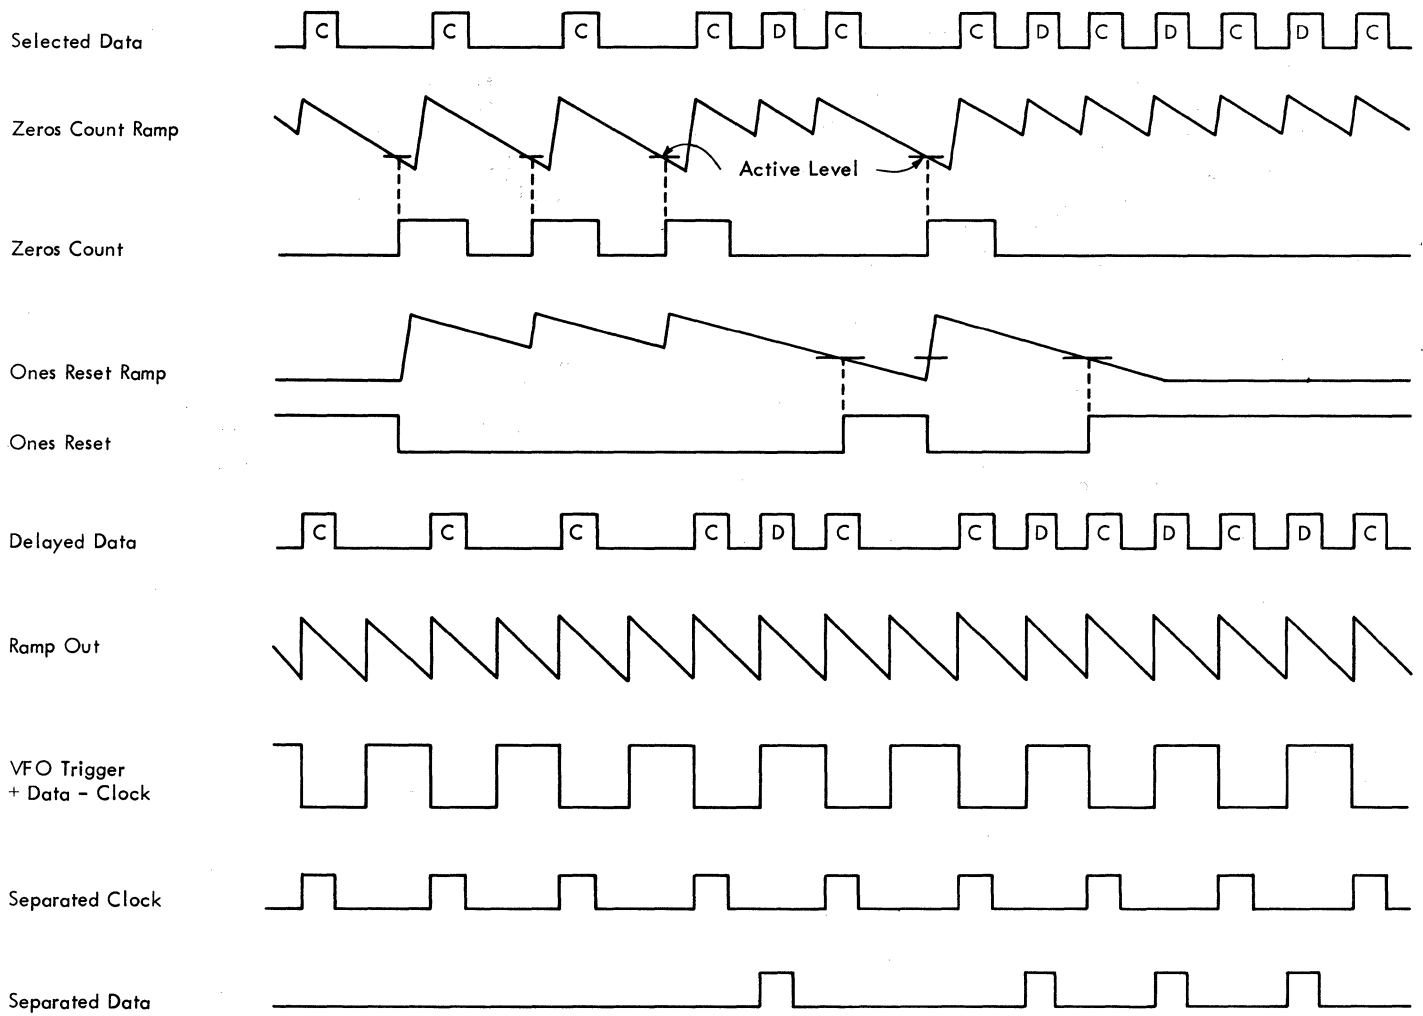 Selected Data C C C C D C C D C D C D C
Zeros Count Ramp
Active Level
Zeros Count
Ones Reset Ramp
Ones Reset
Delayed Data C C C C D C C D C D C D C
Ramp Out
VFO Trigger
+ Data - Clock
Separated Clock
Separated Data